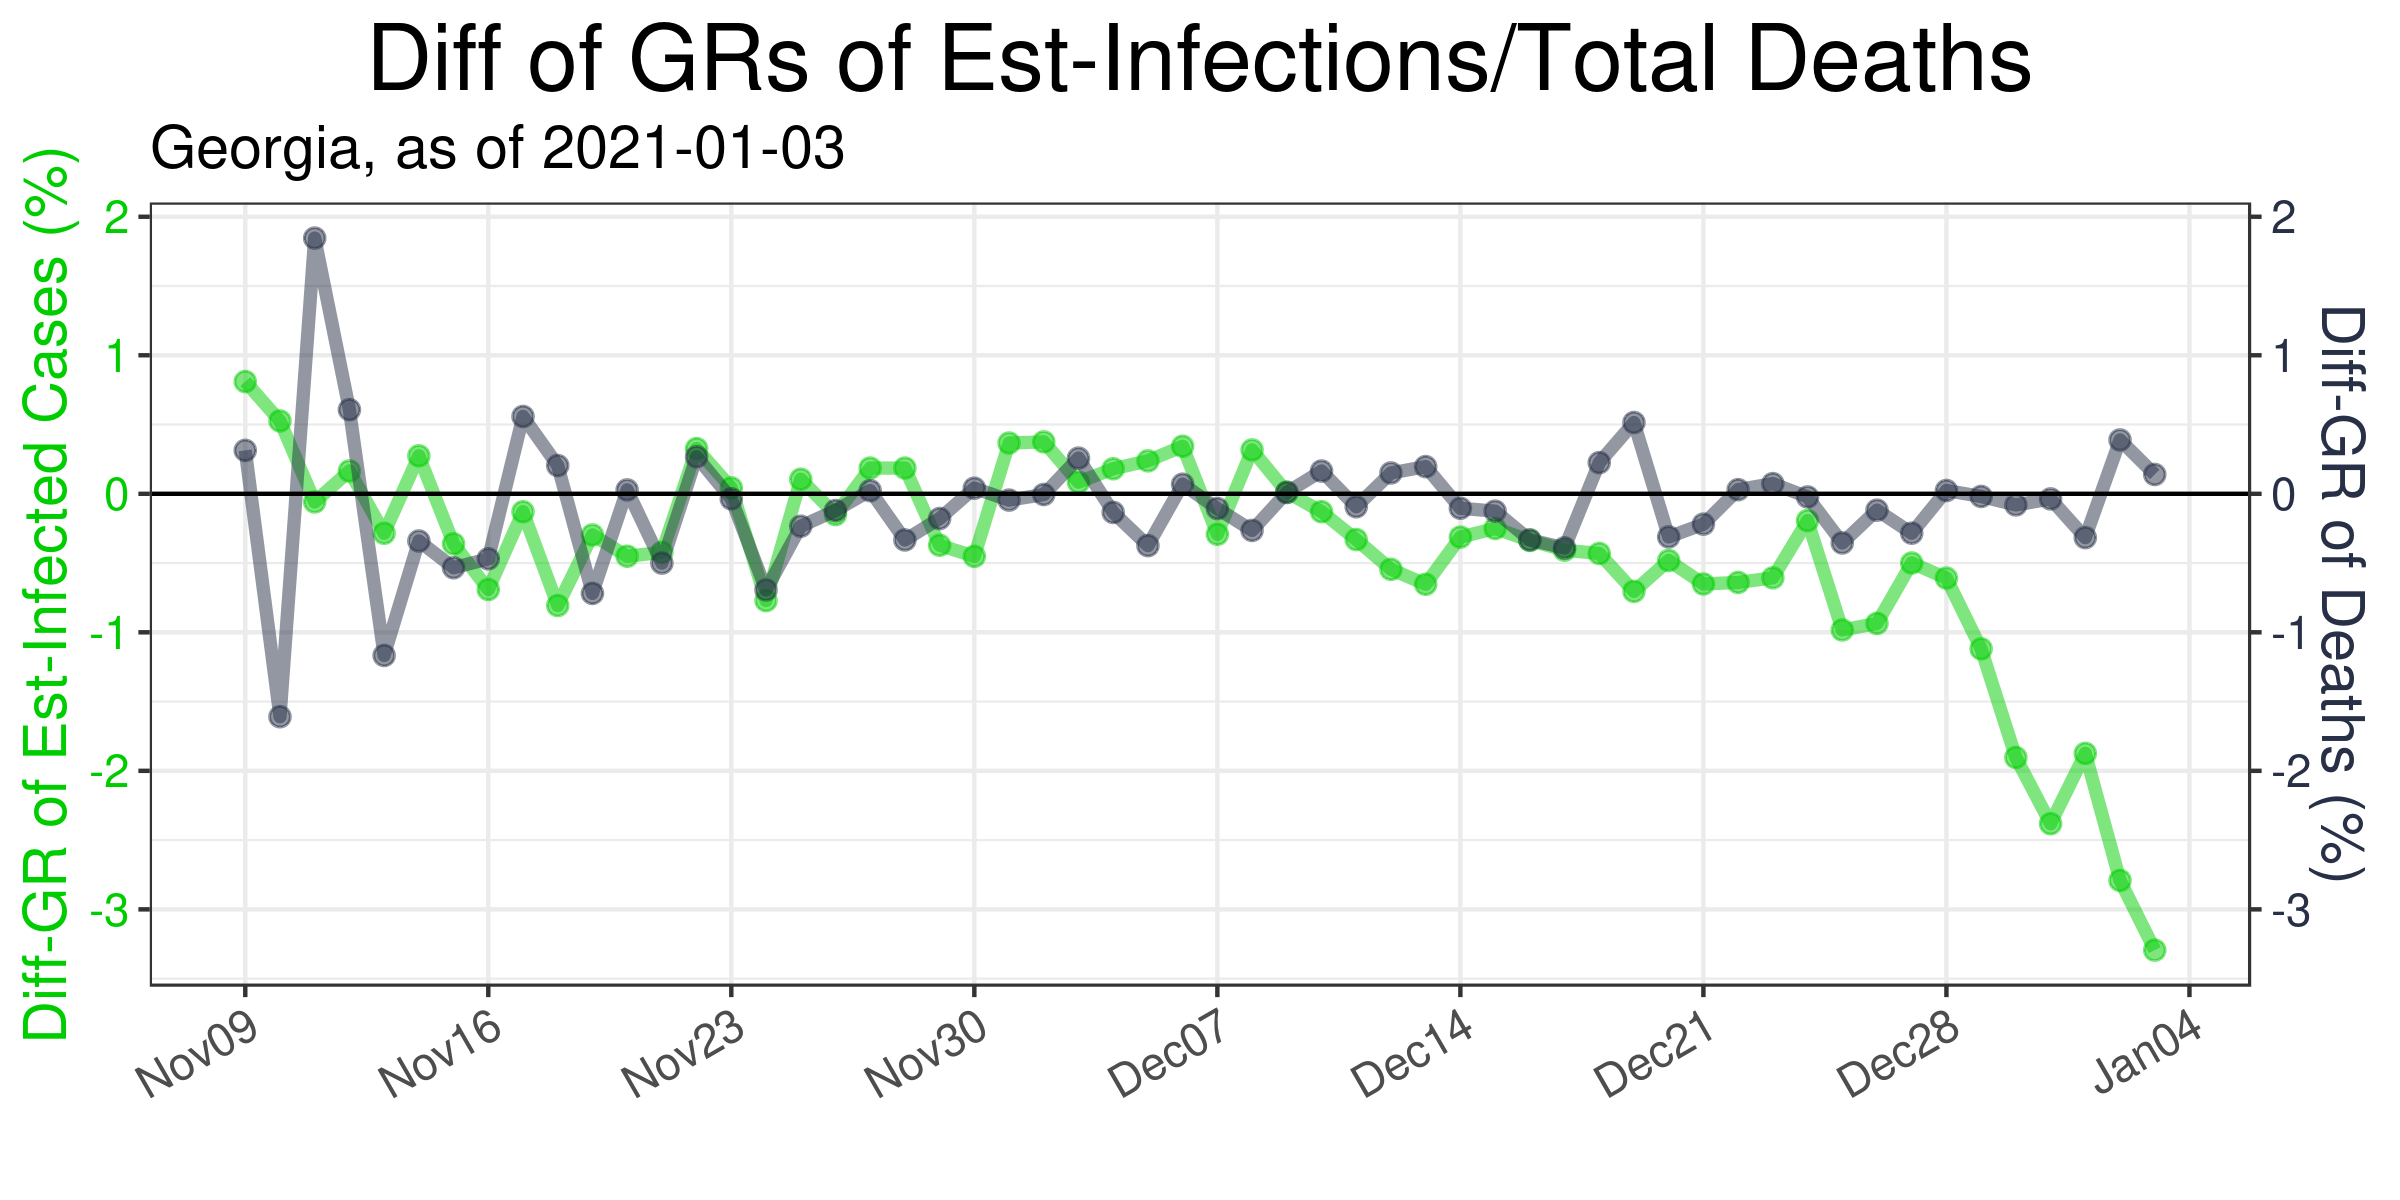 Diff of GRs of Est-Infections/Total Deaths
Georgia, as of 2021-01-03
Diff-GR of Est-Infected Cases (%)
2
1
0
-1
-2
-3
2
1
0
-1
-2
-3
Diff-GR of Deaths (%)
Nov09
Nov16
Nov23
Nov30
Dec07
Dec14
Dec21
Dec28
Jan04